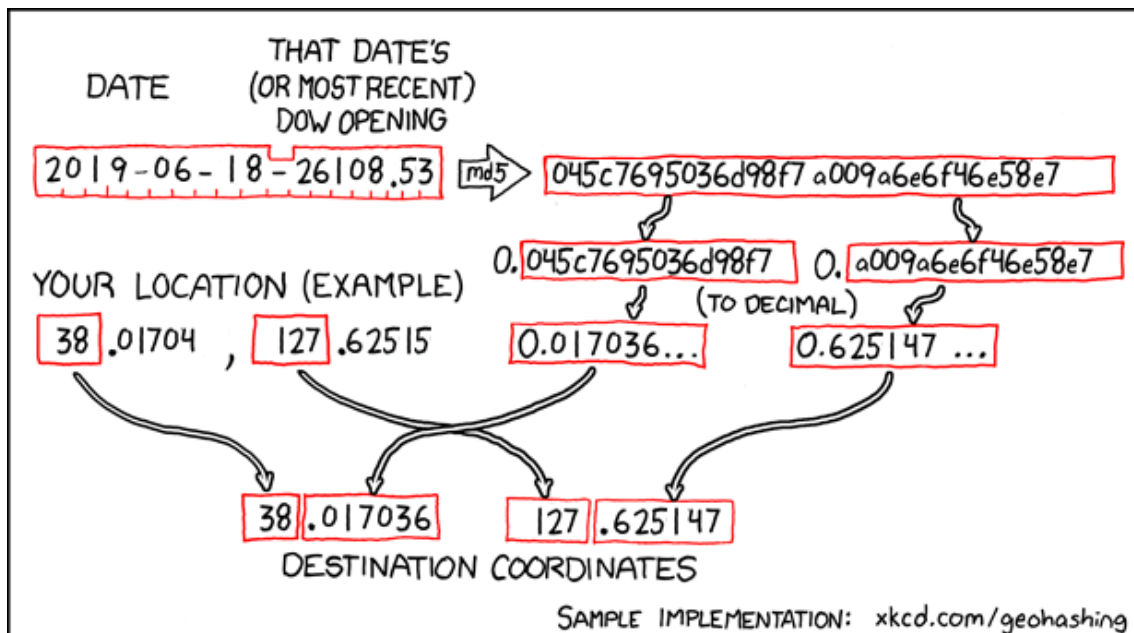 DATE
THAT DATE'S
(OR MOST RECENT)
DOW OPENING
2019-06-18-26108.53
md5
045c7695036d98f7a009a6e6f46e58e7
0.045c7695036d98f7
0.a009a6e6f46e58e7
(TO DECIMAL)
YOUR LOCATION (EXAMPLE)
38.01704, 127.62515
0.017036...
0.625147...
38.017036
127.625147
DESTINATION COORDINATES
SAMPLE IMPLEMENTATION: xkcd.com/geohashing